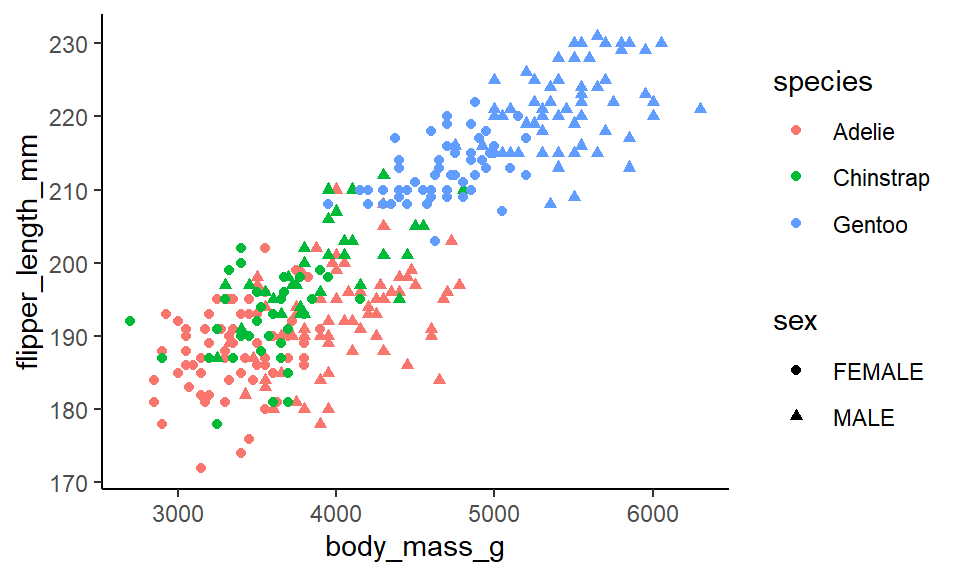 flipper_length_mm
230
220
210
200
190
180
170
3000 4000 5000 6000
body_mass_g
species
Adelie
Chinstrap
Gentoo
sex
FEMALE
MALE